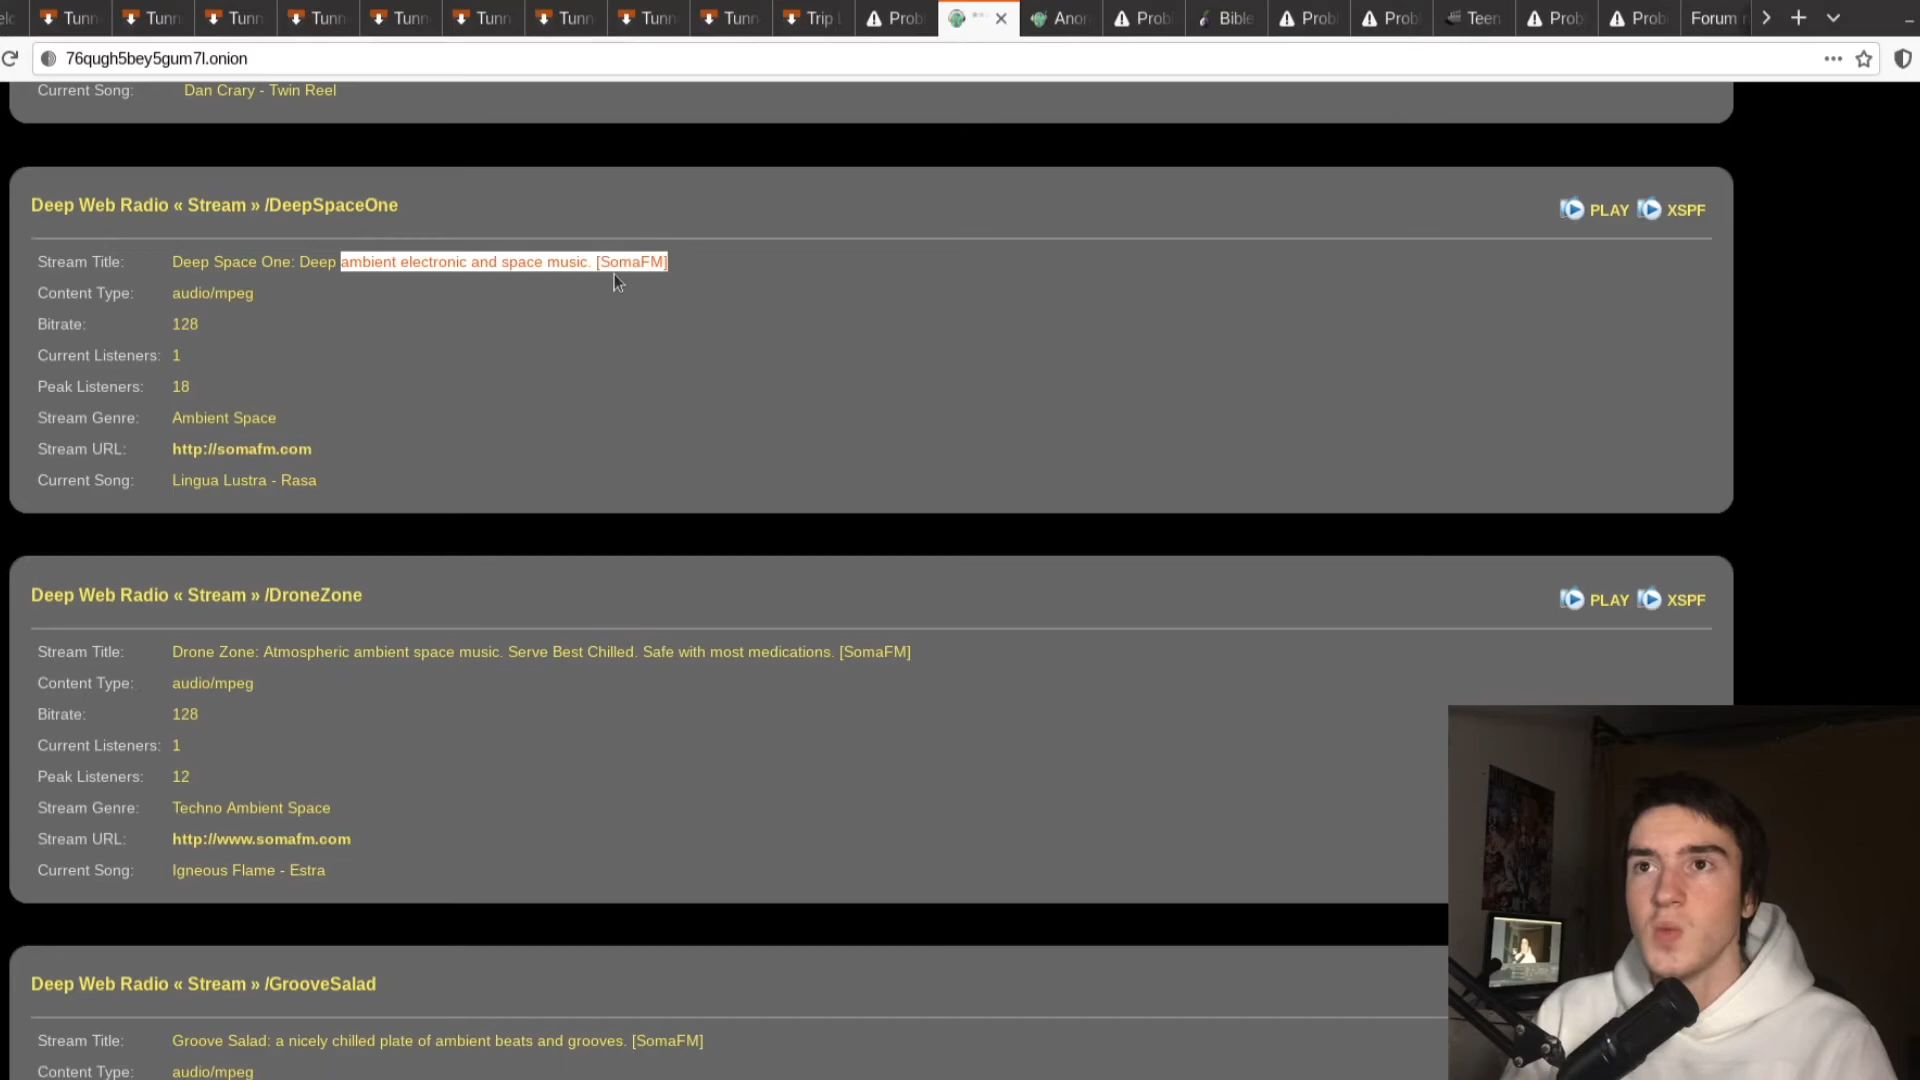 Tunn Tunn Tunn Tunn Tunn Tunn Tunn Tunn Tunn Trip Prob Anon Prob Bible Prob Prob Teen Prob Prob Forum
76qugh5bey5gum7l.onion
Current Song: Dan Crary - Twin Reel
Deep Web Radio « Stream » /DeepSpaceOne PLAY XSPF
Stream Title: Deep Space One: Deep ambient electronic and space music. [SomaFM]
Content Type: audio/mpeg
Bitrate: 128
Current Listeners: 1
Peak Listeners: 18
Stream Genre: Ambient Space
Stream URL: http://somafm.com
Current Song: Lingua Lustra - Rasa
Deep Web Radio « Stream » /DroneZone PLAY XSPF
Stream Title: Drone Zone: Atmospheric ambient space music. Serve Best Chilled. Safe with most medications. [SomaFM]
Content Type: audio/mpeg
Bitrate: 128
Current Listeners: 1
Peak Listeners: 12
Stream Genre: Techno Ambient Space
Stream URL: http://www.somafm.com
Current Song: Igneous Flame - Estra
Deep Web Radio « Stream » /GrooveSalad
Stream Title: Groove Salad: a nicely chilled plate of ambient beats and grooves. [SomaFM]
Content Type: audio/mpeg